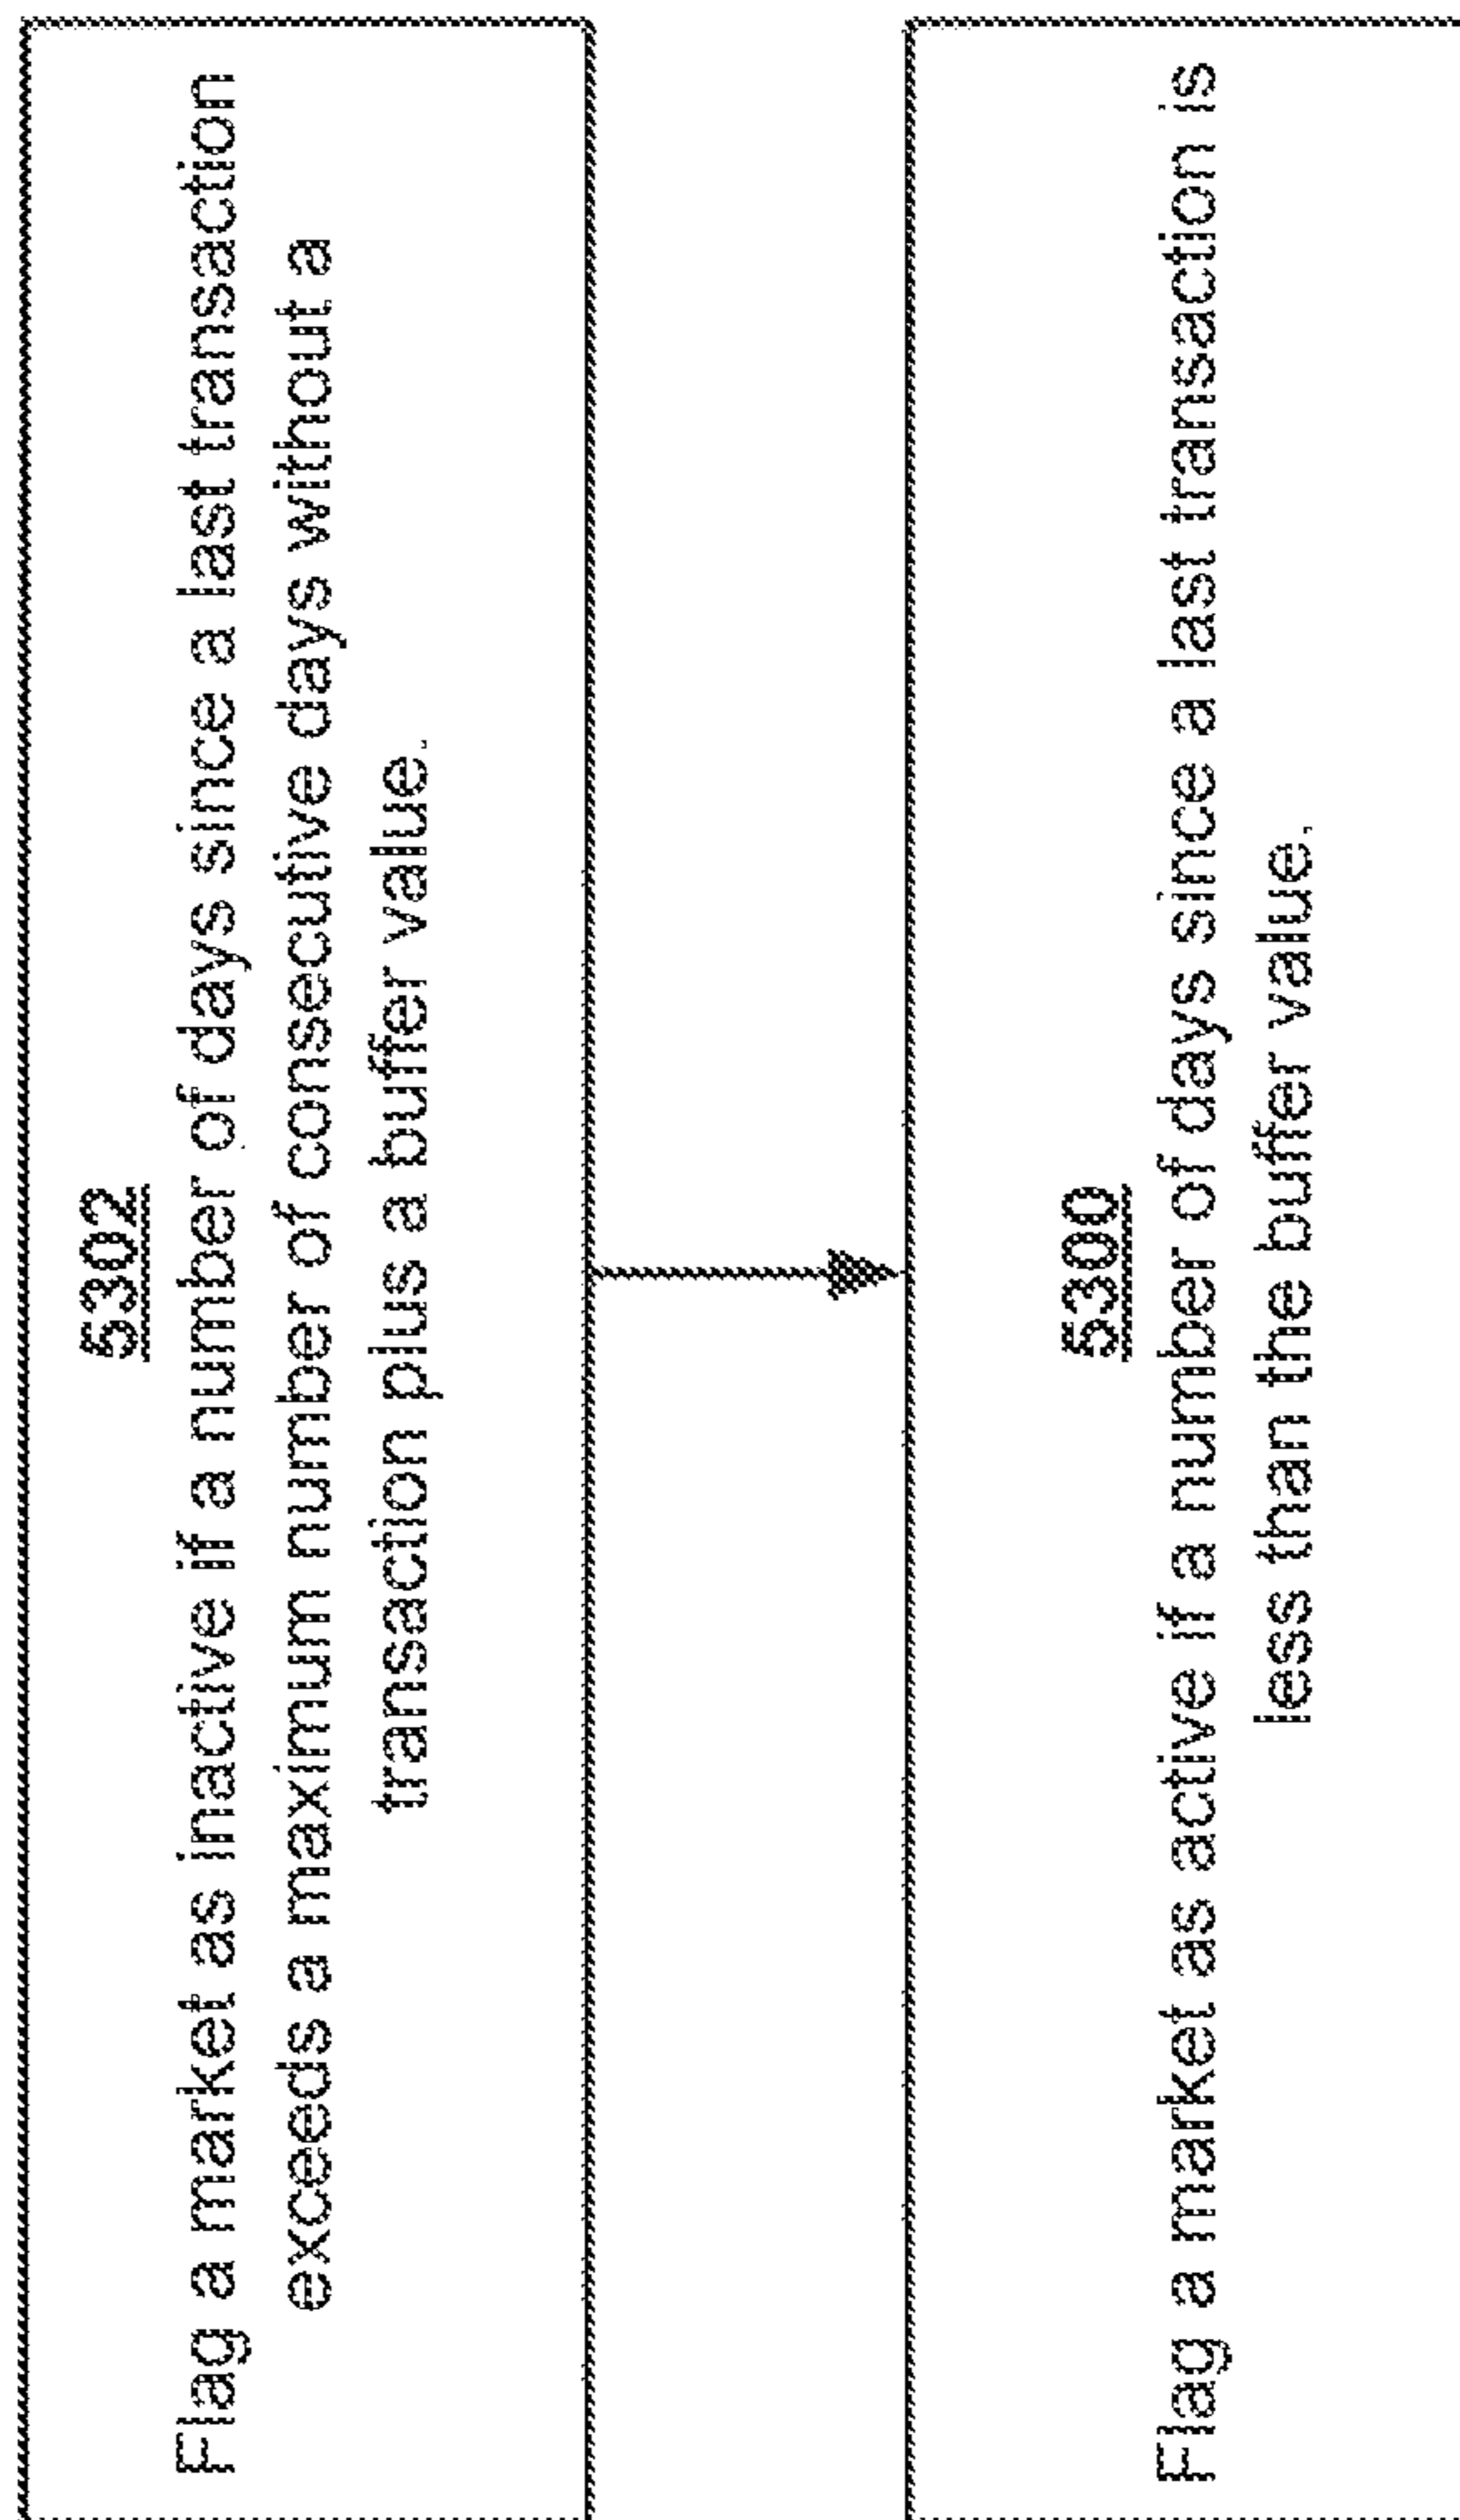 5302
Flag a market as inactive if a number of days since a last transaction
exceeds a maximum number of consecutive days without a
transaction plus a buffer value.
5300
Flag a market as active if a number of days since a last transaction is
less than the buffer value.